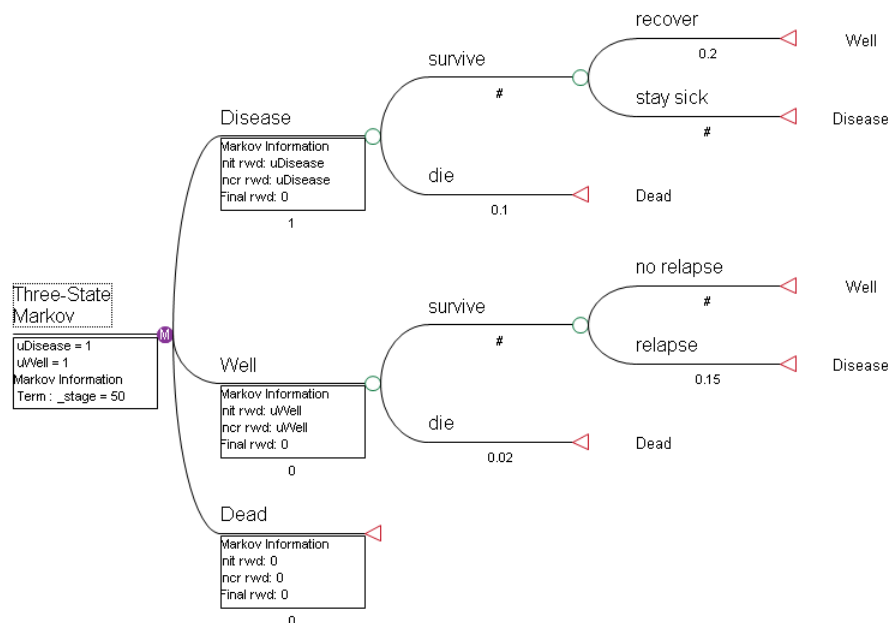 recover
0.2
Well
survive
#
stay sick
#
Disease
Disease
Markov Information
nit rwd: uDisease
ncr rwd: uDisease
Final rwd: 0
1
die
0.1
Dead
Three-State
Markov
M
uDisease = 1
uWell = 1
Markov Information
Term : _stage = 50
no relapse
#
Well
survive
#
relapse
0.15
Disease
Well
Markov Information
nit rwd: uWell
ncr rwd: uWell
Final rwd: 0
0
die
0.02
Dead
Dead
Markov Information
nit rwd: 0
ncr rwd: 0
Final rwd: 0
0